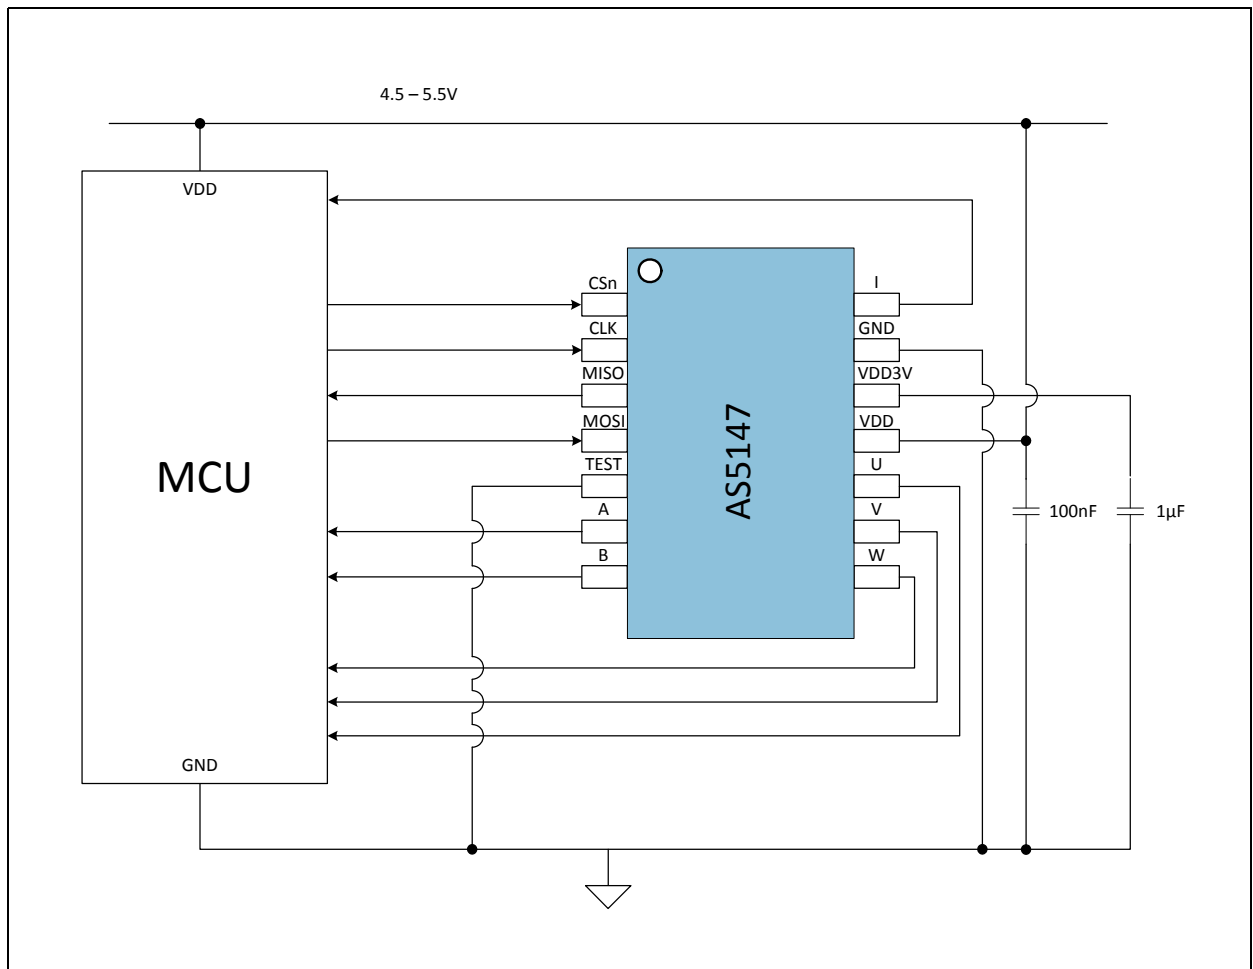 4.5 – 5.5V
VDD
MCU
GND
CSn
CLK
MISO
MOSI
TEST
A
B
AS5147
I
GND
VDD3V
VDD
U
V
W
100nF
1µF